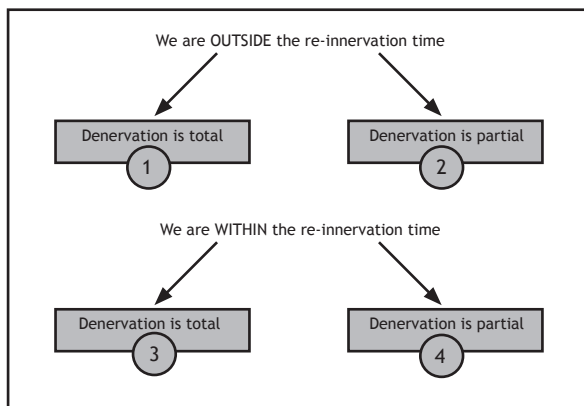 We are OUTSIDE the re-innervation time
Denervation is total
Denervation is partial
1
2
We are WITHIN the re-innervation time
Denervation is total
Denervation is partial
3
4